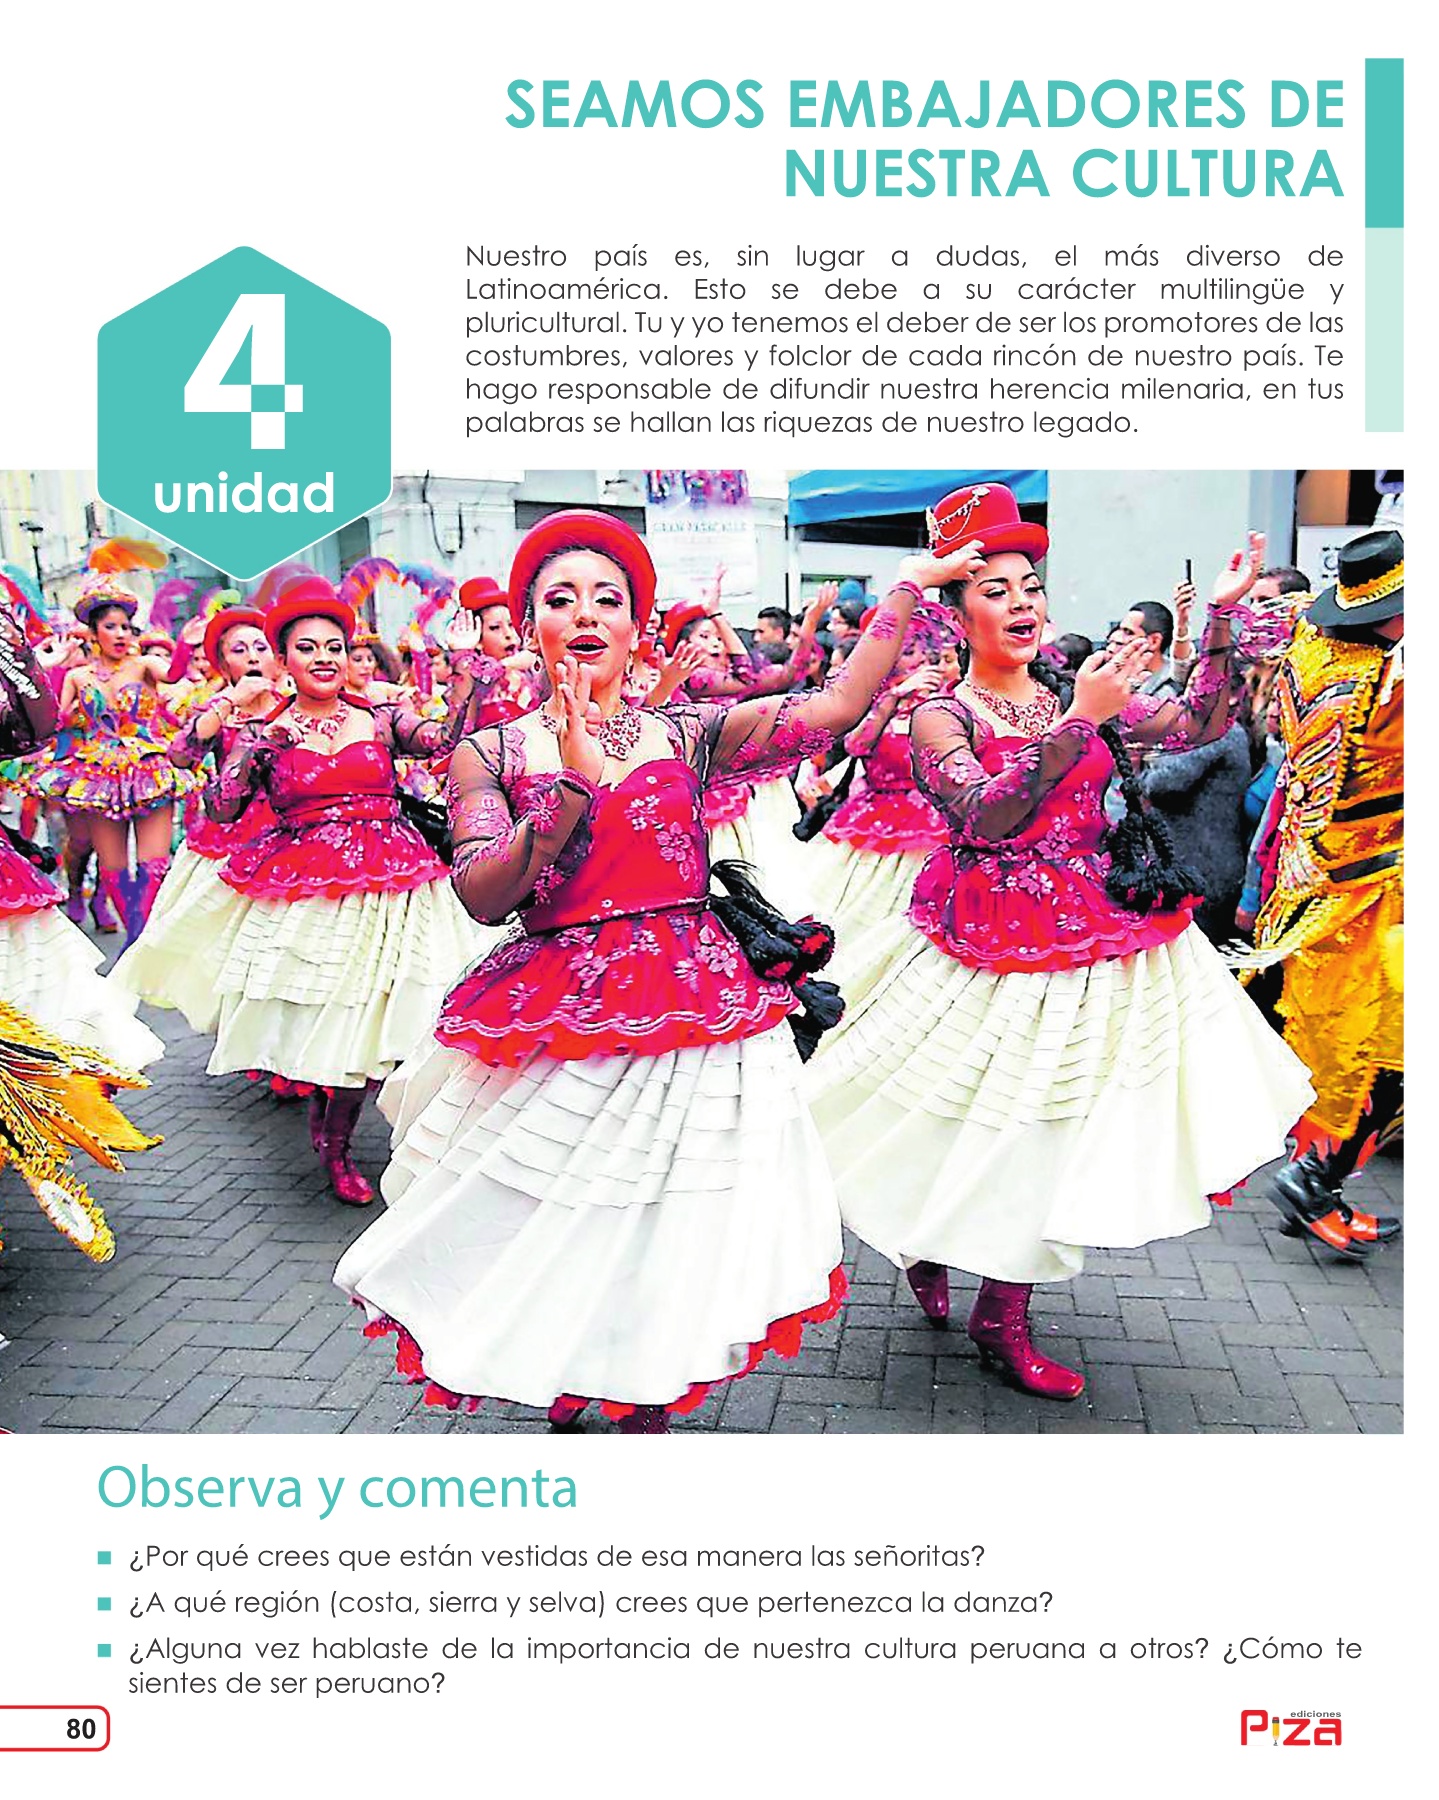 SEAMOS EMBAJADORES DE
NUESTRA CULTURA
Nuestro país es, sin lugar a dudas, el más diverso de
Latinoamérica. Esto se debe a su carácter multilingüe y
pluricultural. Tu y yo tenemos el deber de ser los promotores de las
costumbres, valores y folclor de cada rincón de nuestro país. Te
hago responsable de difundir nuestra herencia milenaria, en tus
palabras se hallan las riquezas de nuestro legado.
4
unidad
Observa y comenta
¿Por qué crees que están vestidas de esa manera las señoritas?
¿A qué región (costa, sierra y selva) crees que pertenezca la danza?
¿Alguna vez hablaste de la importancia de nuestra cultura peruana a otros? ¿Cómo te
sientes de ser peruano?
80
ediciones
Piza